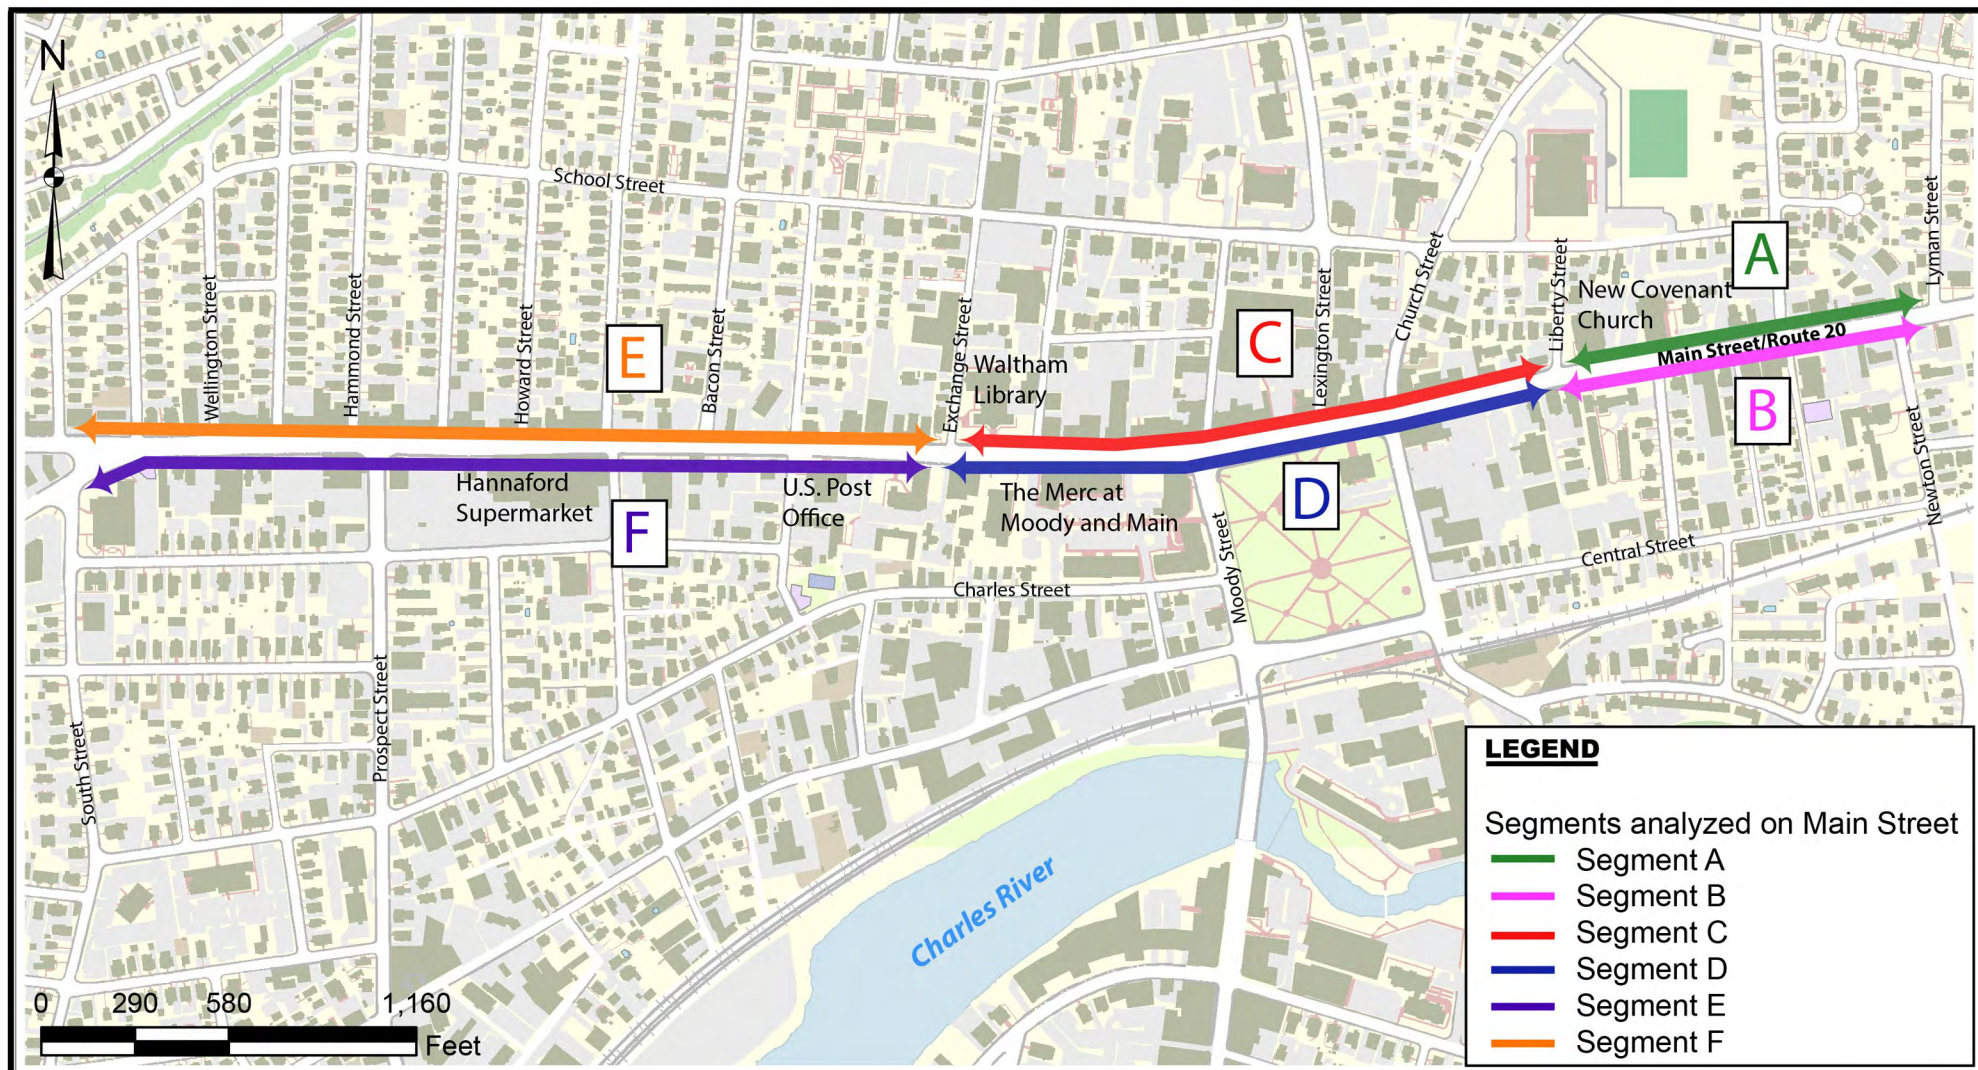 N
School Street
Wellington Street
Hammond Street
Howard Street
Bacon Street
Exchange Street
Lexington Street
Church Street
Liberty Street
Lyman Street
A
New Covenant
Church
Main Street/Route 20
B
C
Waltham
Library
E
D
Hannaford
Supermarket
F
U.S. Post
Office
The Merc at
Moody and Main
Moody Street
Newton Street
Central Street
Charles Street
Prospect Street
South Street
Charles River
0 290 580 1,160
Feet
LEGEND
Segments analyzed on Main Street
Segment A
Segment B
Segment C
Segment D
Segment E
Segment F